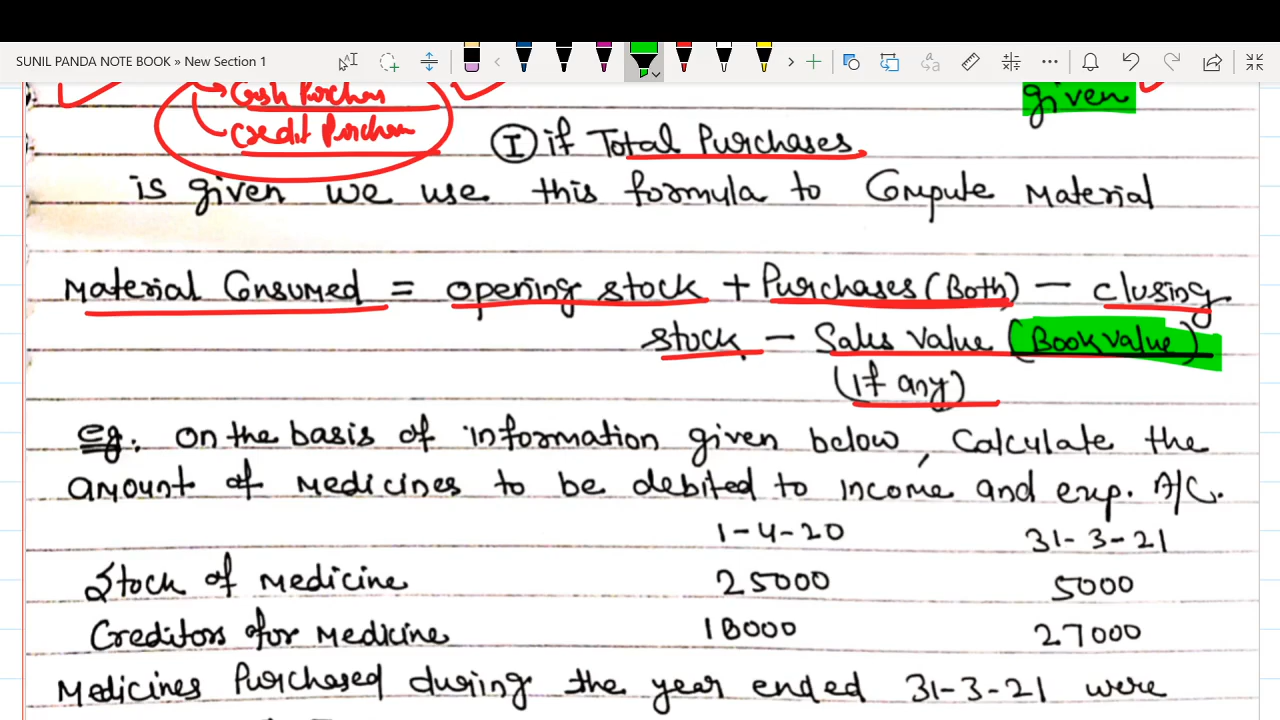 SUNIL PANDA NOTE BOOK » New Section 1
Cash Purchases
Credit Purchase
given
(I) if Total Purchases
is given we use this formula to Compute Material
Material Consumed = opening stock + Purchases (Both) - closing
stock - Sales Value (Book Value)
(If any)
eg. On the basis of information given below, Calculate the
amount of medicines to be debited to income and exp. A/C.
1-4-20 31-3-21
Stock of medicine 25000 5000
Creditors for Medicine 18000 27000
Medicines Purchased during the year ended 31-3-21 were